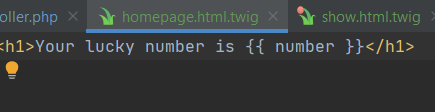 oller.php homepage.html.twig show.html.twig
<h1>Your lucky number is {{ number }}</h1>